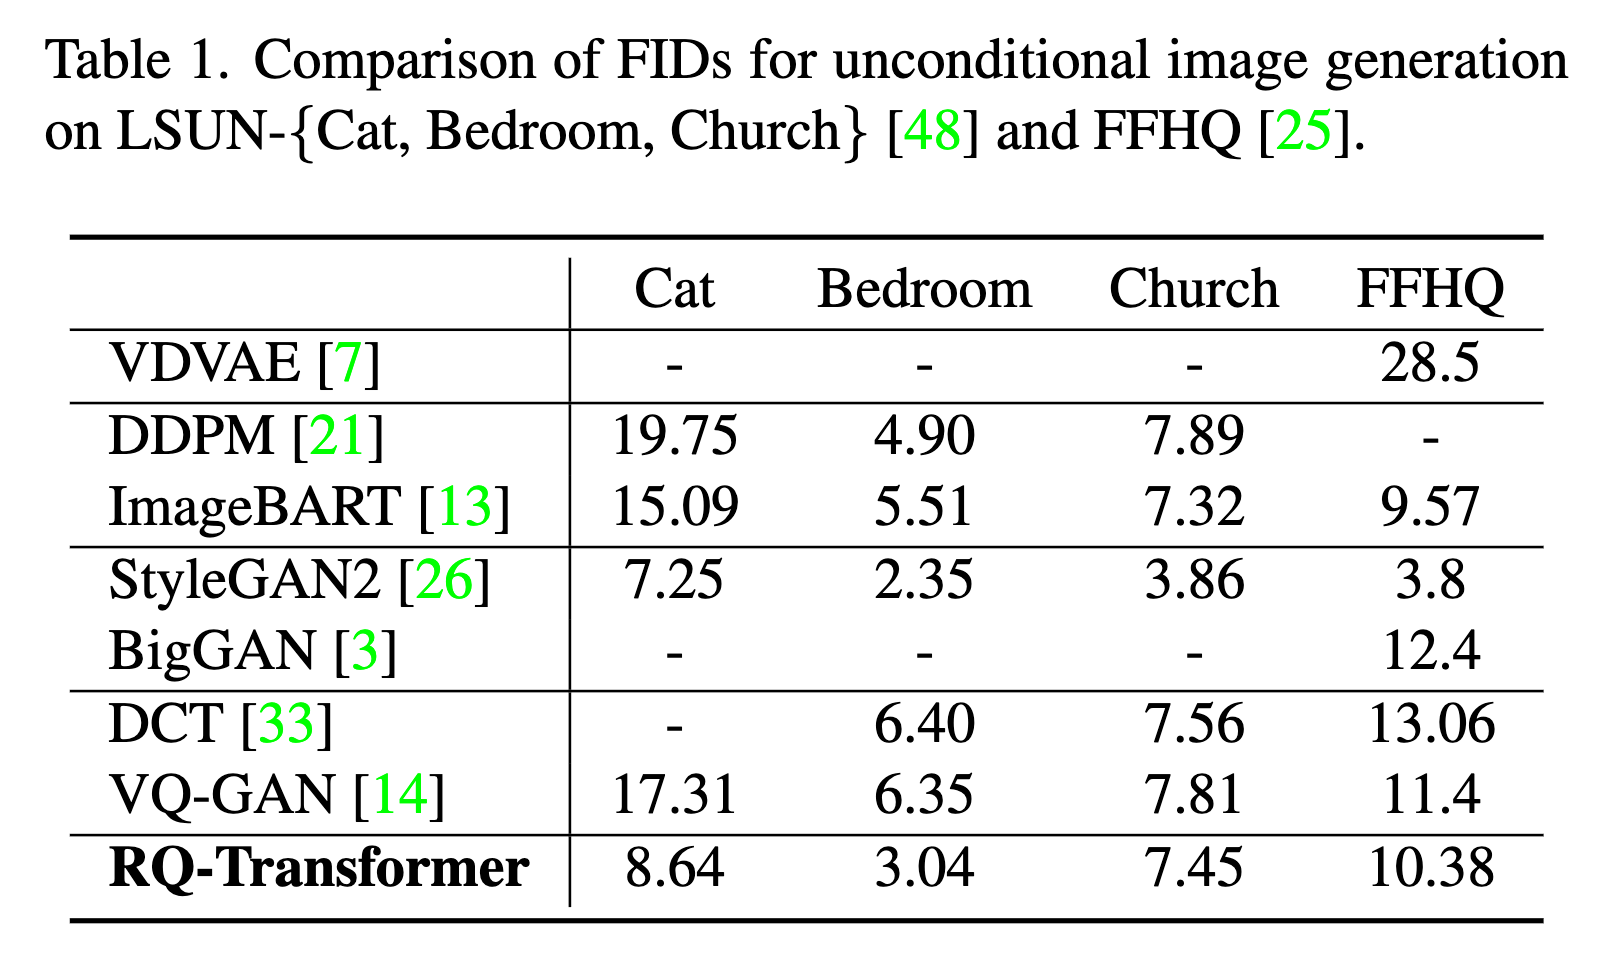 Table 1. Comparison of FIDs for unconditional image generation
on LSUN-{Cat, Bedroom, Church} [48] and FFHQ [25].
Cat Bedroom Church FFHQ
VDVAE [7] - - - 28.5
DDPM [21] 19.75 4.90 7.89 -
ImageBART [13] 15.09 5.51 7.32 9.57
StyleGAN2 [26] 7.25 2.35 3.86 3.8
BigGAN [3] - - - 12.4
DCT [33] - 6.40 7.56 13.06
VQ-GAN [14] 17.31 6.35 7.81 11.4
RQ-Transformer 8.64 3.04 7.45 10.38